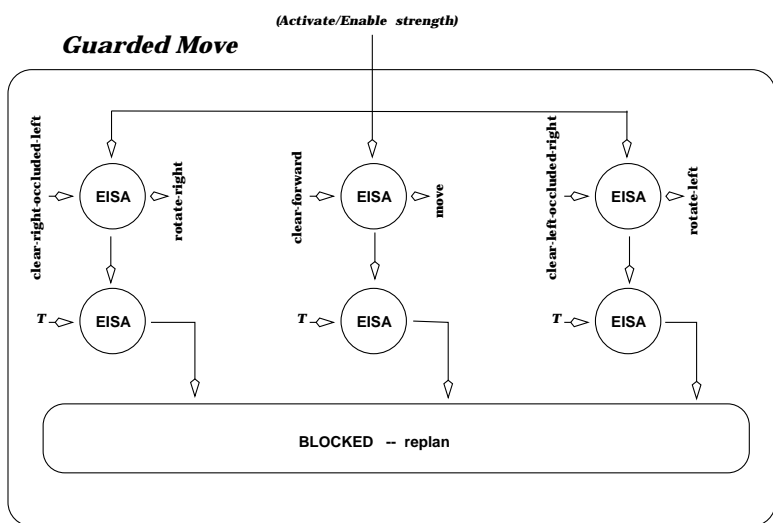 (Activate/Enable strength)
Guarded Move
clear-right-occluded-left
EISA
rotate-right
clear-forward
EISA
move
clear-left-occluded-right
EISA
rotate-left
T
EISA
T
EISA
T
EISA
BLOCKED -- replan